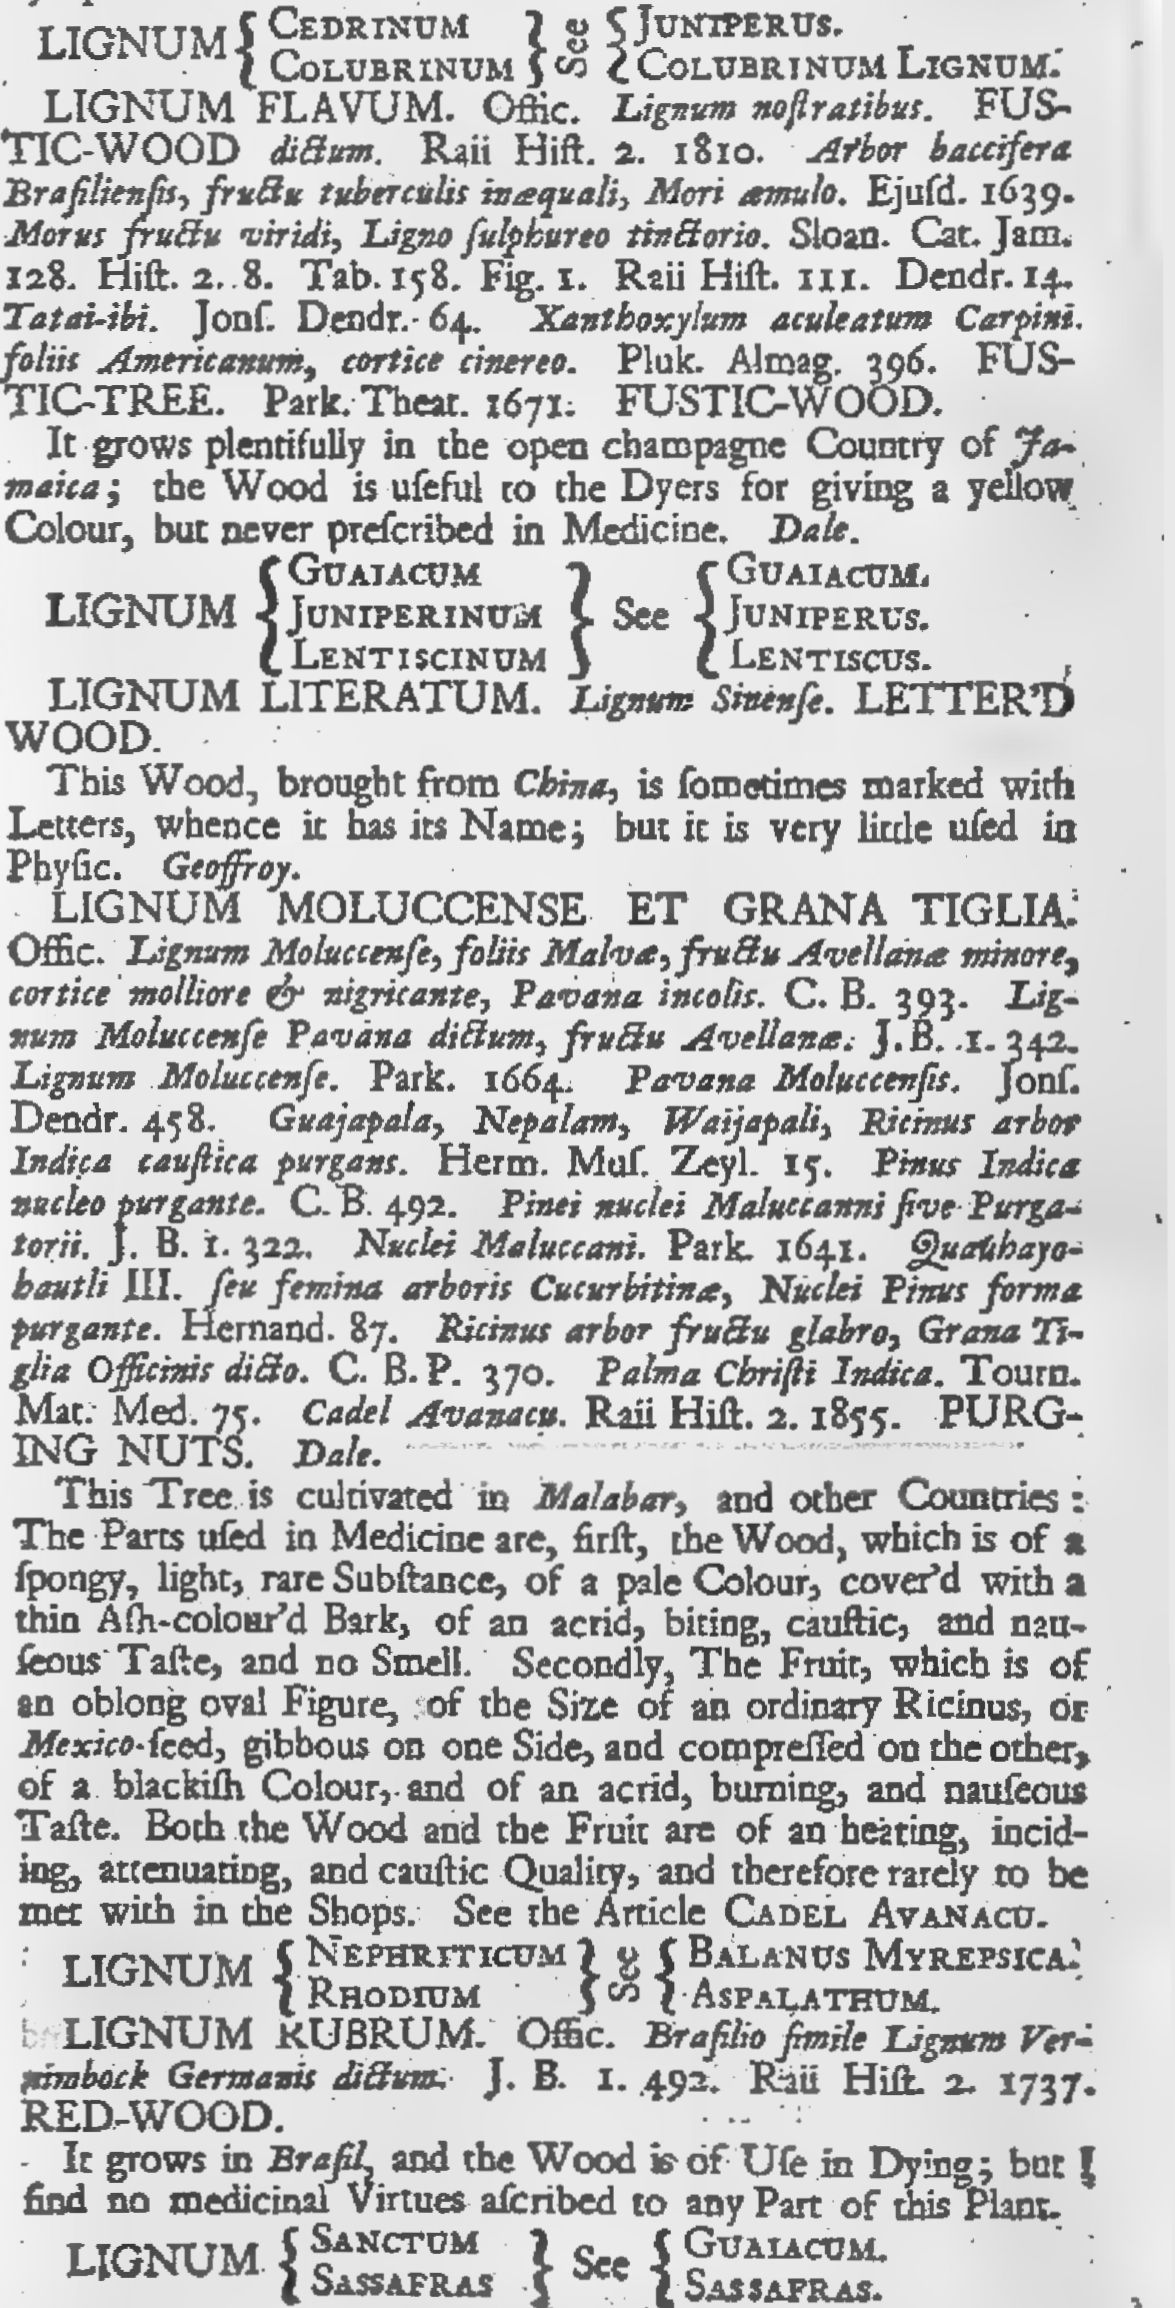 LIGNUM { CEDRINUM } See { JUNIPERUS.
COLUBRINUM } { COLUBRINUM LIGNUM.
LIGNUM FLAVUM. Offic. Lignum noſtratibus. FUS-
TIC-WOOD dictum. Raii Hiſt. 2. 1810. Arbor baccifera
Braſilienſis, fructu tuberculis inæquali, Mori æmulo. Ejuſd. 1639.
Morus fructu viridi, Ligno ſulphureo tinctorio. Sloan. Cat. Jam.
128. Hiſt. 2. 8. Tab. 158. Fig. 1. Raii Hiſt. 111. Dendr. 14.
Tatai-ibi. Jonſ. Dendr. 64. Xanthoxylum aculeatum Carpini
foliis Americanum, cortice cinereo. Pluk. Almag. 396. FUS-
TIC-TREE. Park. Theat. 1671. FUSTIC-WOOD.
It grows plentifully in the open champagne Country of Ja-
maica; the Wood is uſeful to the Dyers for giving a yellow
Colour, but never preſcribed in Medicine. Dale.
{ GUAIACUM } { GUAIACUM.
LIGNUM { JUNIPERINUM } See { JUNIPERUS.
{ LENTISCINUM } { LENTISCUS.
LIGNUM LITERATUM. Lignum Sinenſe. LETTER'D
WOOD.
This Wood, brought from China, is ſometimes marked with
Letters, whence it has its Name; but it is very little uſed in
Phyſic. Geoffroy.
LIGNUM MOLUCCENSE ET GRANA TIGLIA.
Offic. Lignum Moluccenſe, foliis Malvæ, fructu Avellanæ minore,
cortice molliore & nigricante, Pavana incolis. C. B. 393. Lig-
num Moluccenſe Pavana dictum, fructu Avellanæ. J. B. 1. 342.
Lignum Moluccenſe. Park. 1664. Pavana Moluccenſis. Jonſ.
Dendr. 458. Guajapala, Nepalam, Waijapali, Ricinus arbor
Indica cauſtica purgans. Herm. Muſ. Zeyl. 15. Pinus Indica
nucleo purgante. C. B. 492. Pinei nuclei Maluccanni ſive Purga-
torii. J. B. 1. 322. Nuclei Maluccani. Park. 1641. Quauhayo-
hautli III. ſeu femina arboris Cucurbitinæ, Nuclei Pinus forma
purgante. Hernand. 87. Ricinus arbor fructu glabro, Grana Ti-
glia Officinis dicto. C. B. P. 370. Palma Chriſti Indica. Tourn.
Mat. Med. 75. Cadel Avanacu. Raii Hiſt. 2. 1855. PURG-
ING NUTS. Dale.
This Tree is cultivated in Malabar, and other Countries:
The Parts uſed in Medicine are, firſt, the Wood, which is of a
ſpongy, light, rare Subſtance, of a pale Colour, cover'd with a
thin Aſh-colour'd Bark, of an acrid, biting, cauſtic, and nau-
ſeous Taſte, and no Smell. Secondly, The Fruit, which is of
an oblong oval Figure, of the Size of an ordinary Ricinus, or
Mexico-ſeed, gibbous on one Side, and compreſſed on the other,
of a blackiſh Colour, and of an acrid, burning, and nauſeous
Taſte. Both the Wood and the Fruit are of an heating, incid-
ing, attenuating, and cauſtic Quality, and therefore rarely to be
met with in the Shops. See the Article CADEL AVANACU.
LIGNUM { NEPHRITICUM } See { BALANUS MYREPSICA.
{ RHODIUM } { ASPALATHUM.
LIGNUM RUBRUM. Offic. Braſilio ſimile Lignum Ver-
nimbock Germanis dictum. J. B. 1. 492. Raii Hiſt. 2. 1737.
RED-WOOD.
It grows in Braſil, and the Wood is of Uſe in Dying; but I
find no medicinal Virtues aſcribed to any Part of this Plant.
LIGNUM { SANCTUM } See { GUAIACUM.
{ SASSAFRAS } { SASSAFRAS.